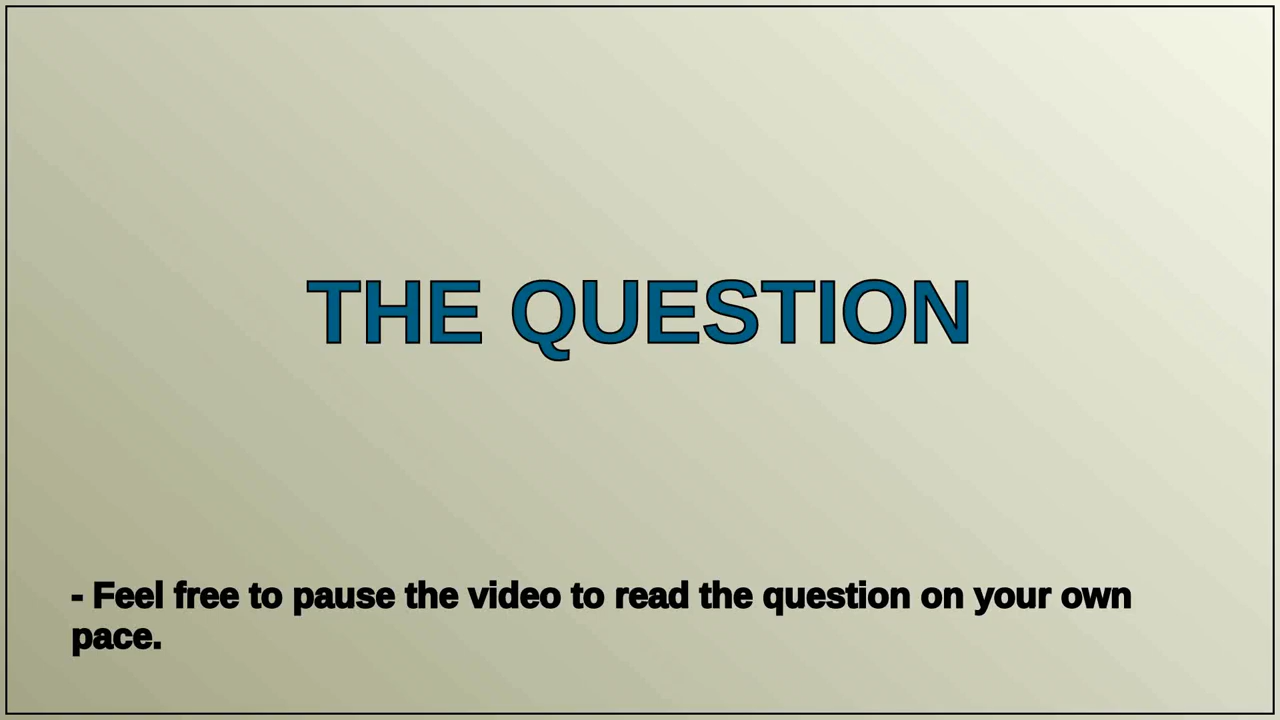 THE QUESTION
- Feel free to pause the video to read the question on your own
pace.